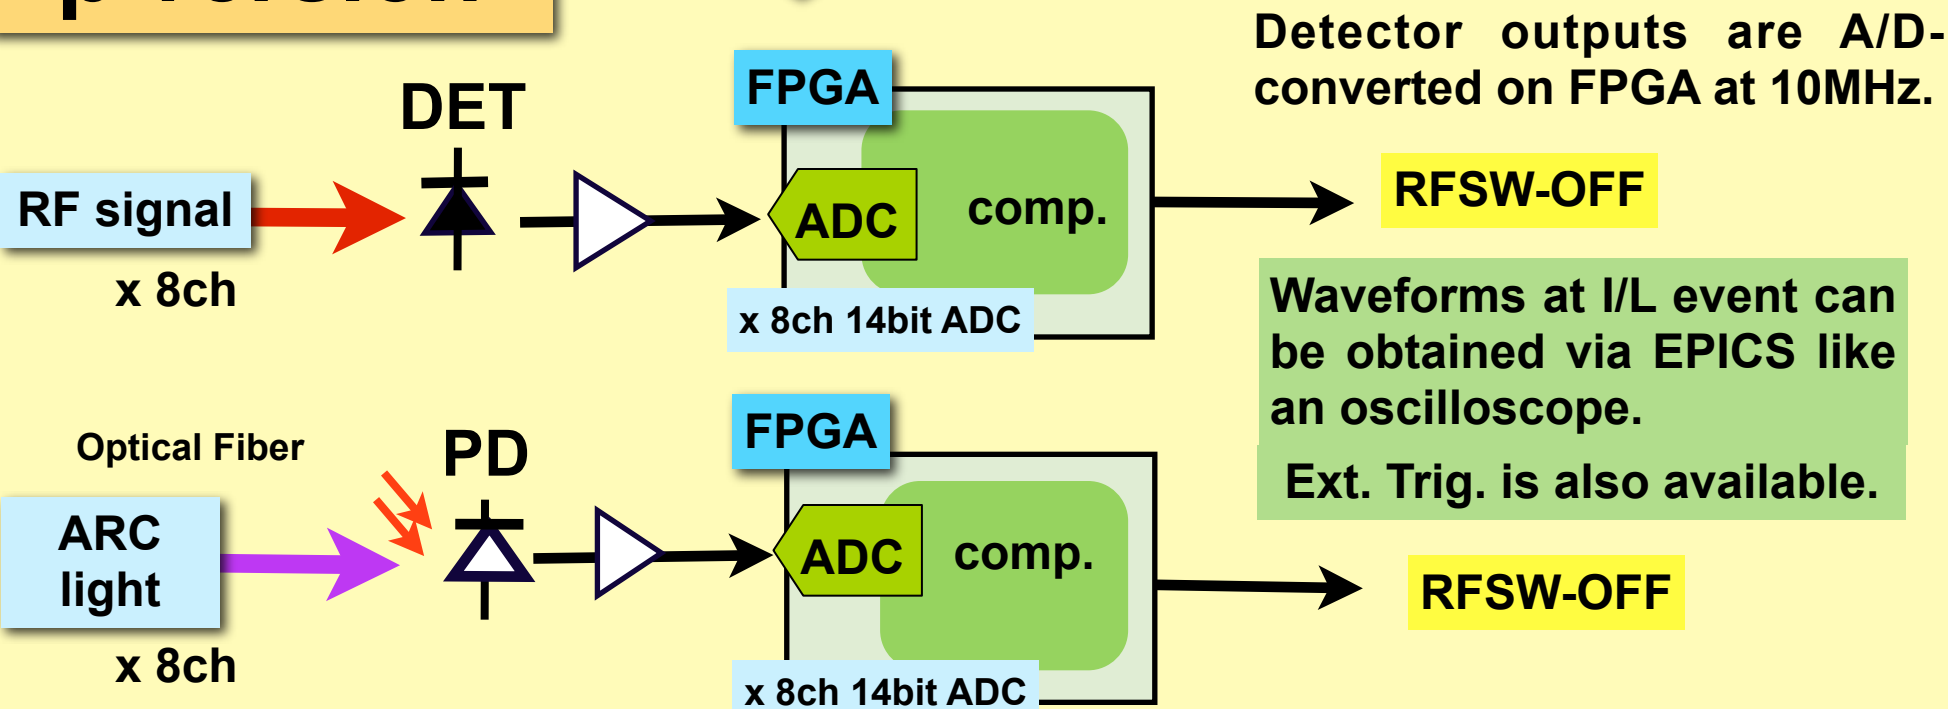 Detector outputs are A/D-
converted on FPGA at 10MHz.
DET
FPGA
RF signal
ADC
comp.
RFSW-OFF
x 8ch
x 8ch 14bit ADC
Waveforms at I/L event can
be obtained via EPICS like
an oscilloscope.
Ext. Trig. is also available.
Optical Fiber
PD
FPGA
ARC
light
ADC
comp.
RFSW-OFF
x 8ch
x 8ch 14bit ADC